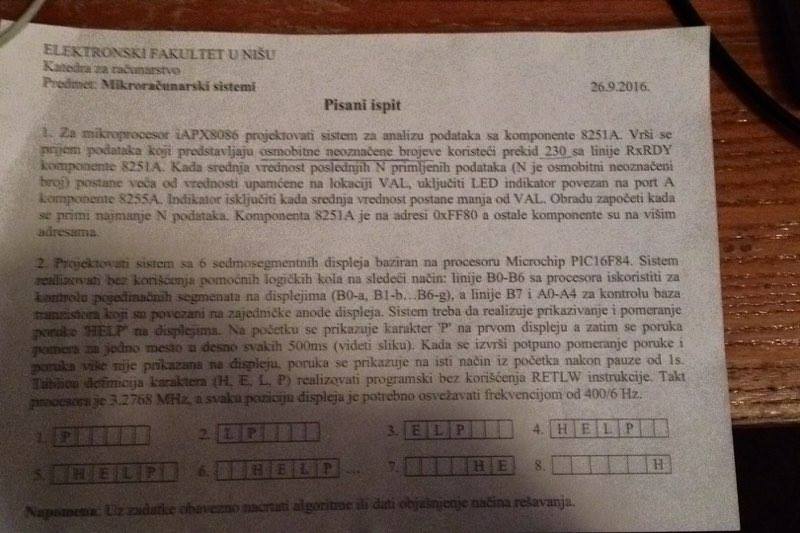 ELEKTRONSKI FAKULTET U NIŠU
Katedra za računarstvo
Predmet: Mikroračunarski sistemi 26.9.2016.
Pisani ispit
1. Za mikroprocesor iAPX8086 projektovati sistem za analizu podataka sa komponente 8251A. Vrši se
prijem podataka koji predstavljaju osmobitne neoznačene brojeve koristeći prekid 230 sa linije RxRDY
komponente 8251A. Kada srednja vrednost poslednjih N primljenih podataka (N je osmobitni neoznačeni
broj) postane veća od vrednosti upamćene na lokaciji VAL, uključiti LED indikator povezan na port A
komponente 8255A. Indikator isključiti kada srednja vrednost postane manja od VAL. Obradu započeti kada
se primi najmanje N podataka. Komponenta 8251A je na adresi 0xFF80 a ostale komponente su na višim
adresama.
2. Projektovati sistem sa 6 sedmosegmentnih displeja baziran na procesoru Microchip PIC16F84. Sistem
realizovati bez korišćenja pomoćnih logičkih kola na sledeći način: linije B0-B6 sa procesora iskoristiti za
kontrolu pojedinačnih segmenata na displejima (B0-a, B1-b...B6-g), a linije B7 i A0-A4 za kontrolu baza
tranzistora koji su povezani na zajedničke anode displeja. Sistem treba da realizuje prikazivanje i pomeranje
poruke 'HELP' na displejima. Na početku se prikazuje karakter 'P' na prvom displeju a zatim se poruka
pomera za jedno mesto u desno svakih 500ms (videti sliku). Kada se izvrši potpuno pomeranje poruke i
poruka više nije prikazana na displeju, poruka se prikazuje na isti način iz početka nakon pauze od 1s.
Tablicu definicija karaktera (H, E, L, P) realizovati programski bez korišćenja RETLW instrukcije. Takt
procesora je 3.2768 MHz, a svaku poziciju displeja je potrebno osvežavati frekvencijom od 400/6 Hz.
1. P 2. L P 3. E L P 4. H E L P
5. H E L P 6. H E L P ... 7. H E 8. H
Napomena: Uz zadatke obavezno nacrtati algoritme ili dati objašnjenje načina rešavanja.